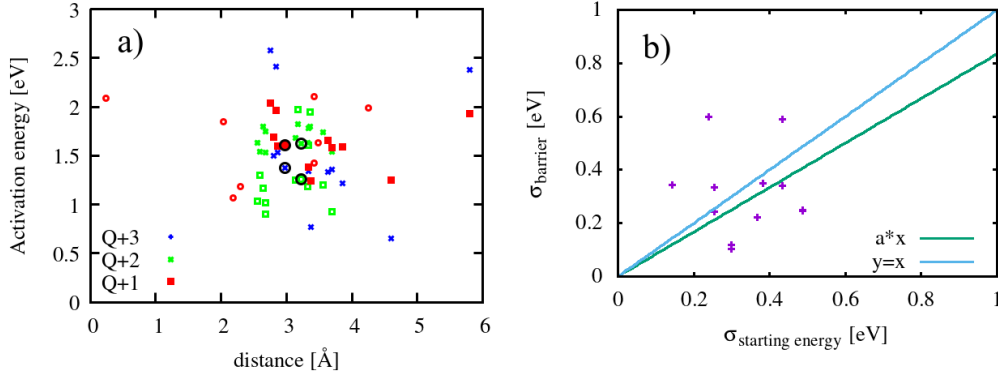 a)
Activation energy [eV]
3
2.5
2
1.5
1
0.5
0
Q+3
Q+2
Q+1
0 1 2 3 4 5 6
distance [Å]
b)
σbarrier [eV]
1
0.8
0.6
0.4
0.2
0
a*x
y=x
0 0.2 0.4 0.6 0.8 1
σstarting energy [eV]